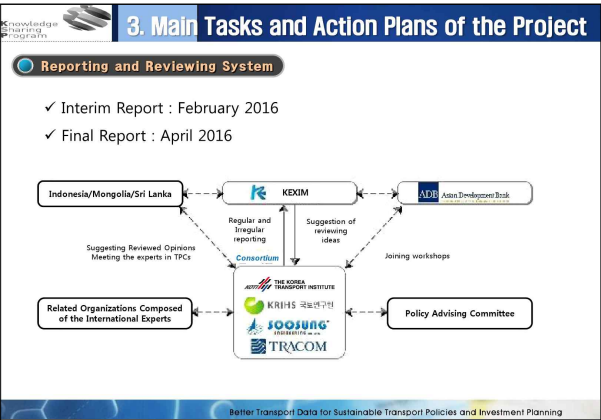 Knowledge
Sharing
Program
3. Main Tasks and Action Plans of the Project
Reporting and Reviewing System
✓ Interim Report : February 2016
✓ Final Report : April 2016
Indonesia/Mongolia/Sri Lanka
KEXIM
ADB Asian Development Bank
Regular and
Irregular
reporting
Suggestion of
reviewing
ideas
Suggesting Reviewed Opinions
Meeting the experts in TPCs
Joining workshops
Consortium
THE KOREA
TRANSPORT INSTITUTE
KRIHS 국토연구원
SOOSUNG
TRACOM
Related Organizations Composed
of the International Experts
Policy Advising Committee
Better Transport Data for Sustainable Transport Policies and Investment Planning